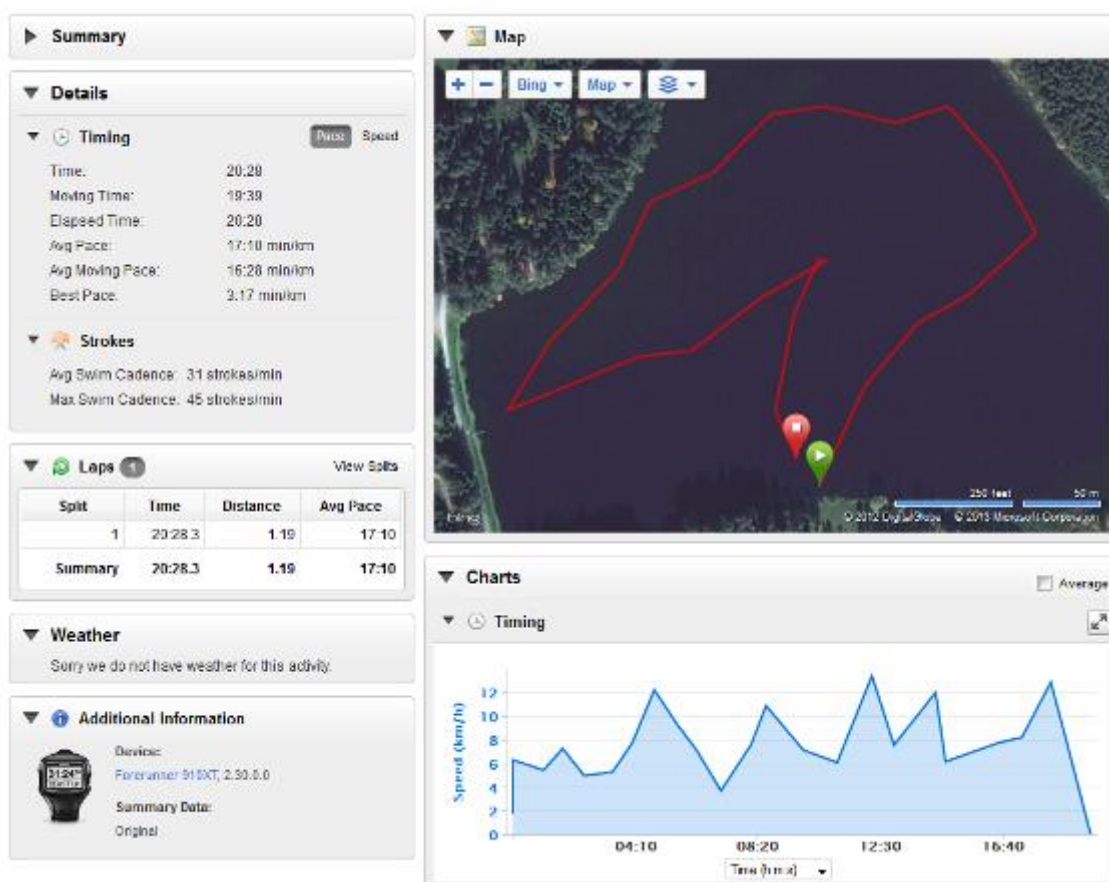 Summary
Details
Timing
Pace Speed
Time: 20:28
Moving Time: 19:39
Elapsed Time: 20:28
Avg Pace: 17:10 min/km
Avg Moving Pace: 16:28 min/km
Best Pace: 3:17 min/km
Strokes
Avg Swim Cadence: 31 strokes/min
Max Swim Cadence: 45 strokes/min
Laps 1 View Splits
Split Time Distance Avg Pace
1 20:28.3 1.19 17:10
Summary 20:28.3 1.19 17:10
Weather
Sorry we do not have weather for this activity.
Additional Information
Device:
Forerunner 910XT, 2.30.0.0
Summary Data:
Original
Map
+ − Bing Map
250 feet 50 m
bing
© 2012 DigitalGlobe © 2013 Microsoft Corporation
Charts
Average
Timing
Speed (km/h)
12
10
8
6
4
2
0
04:10 08:20 12:30 16:40
Time (h:m:s)